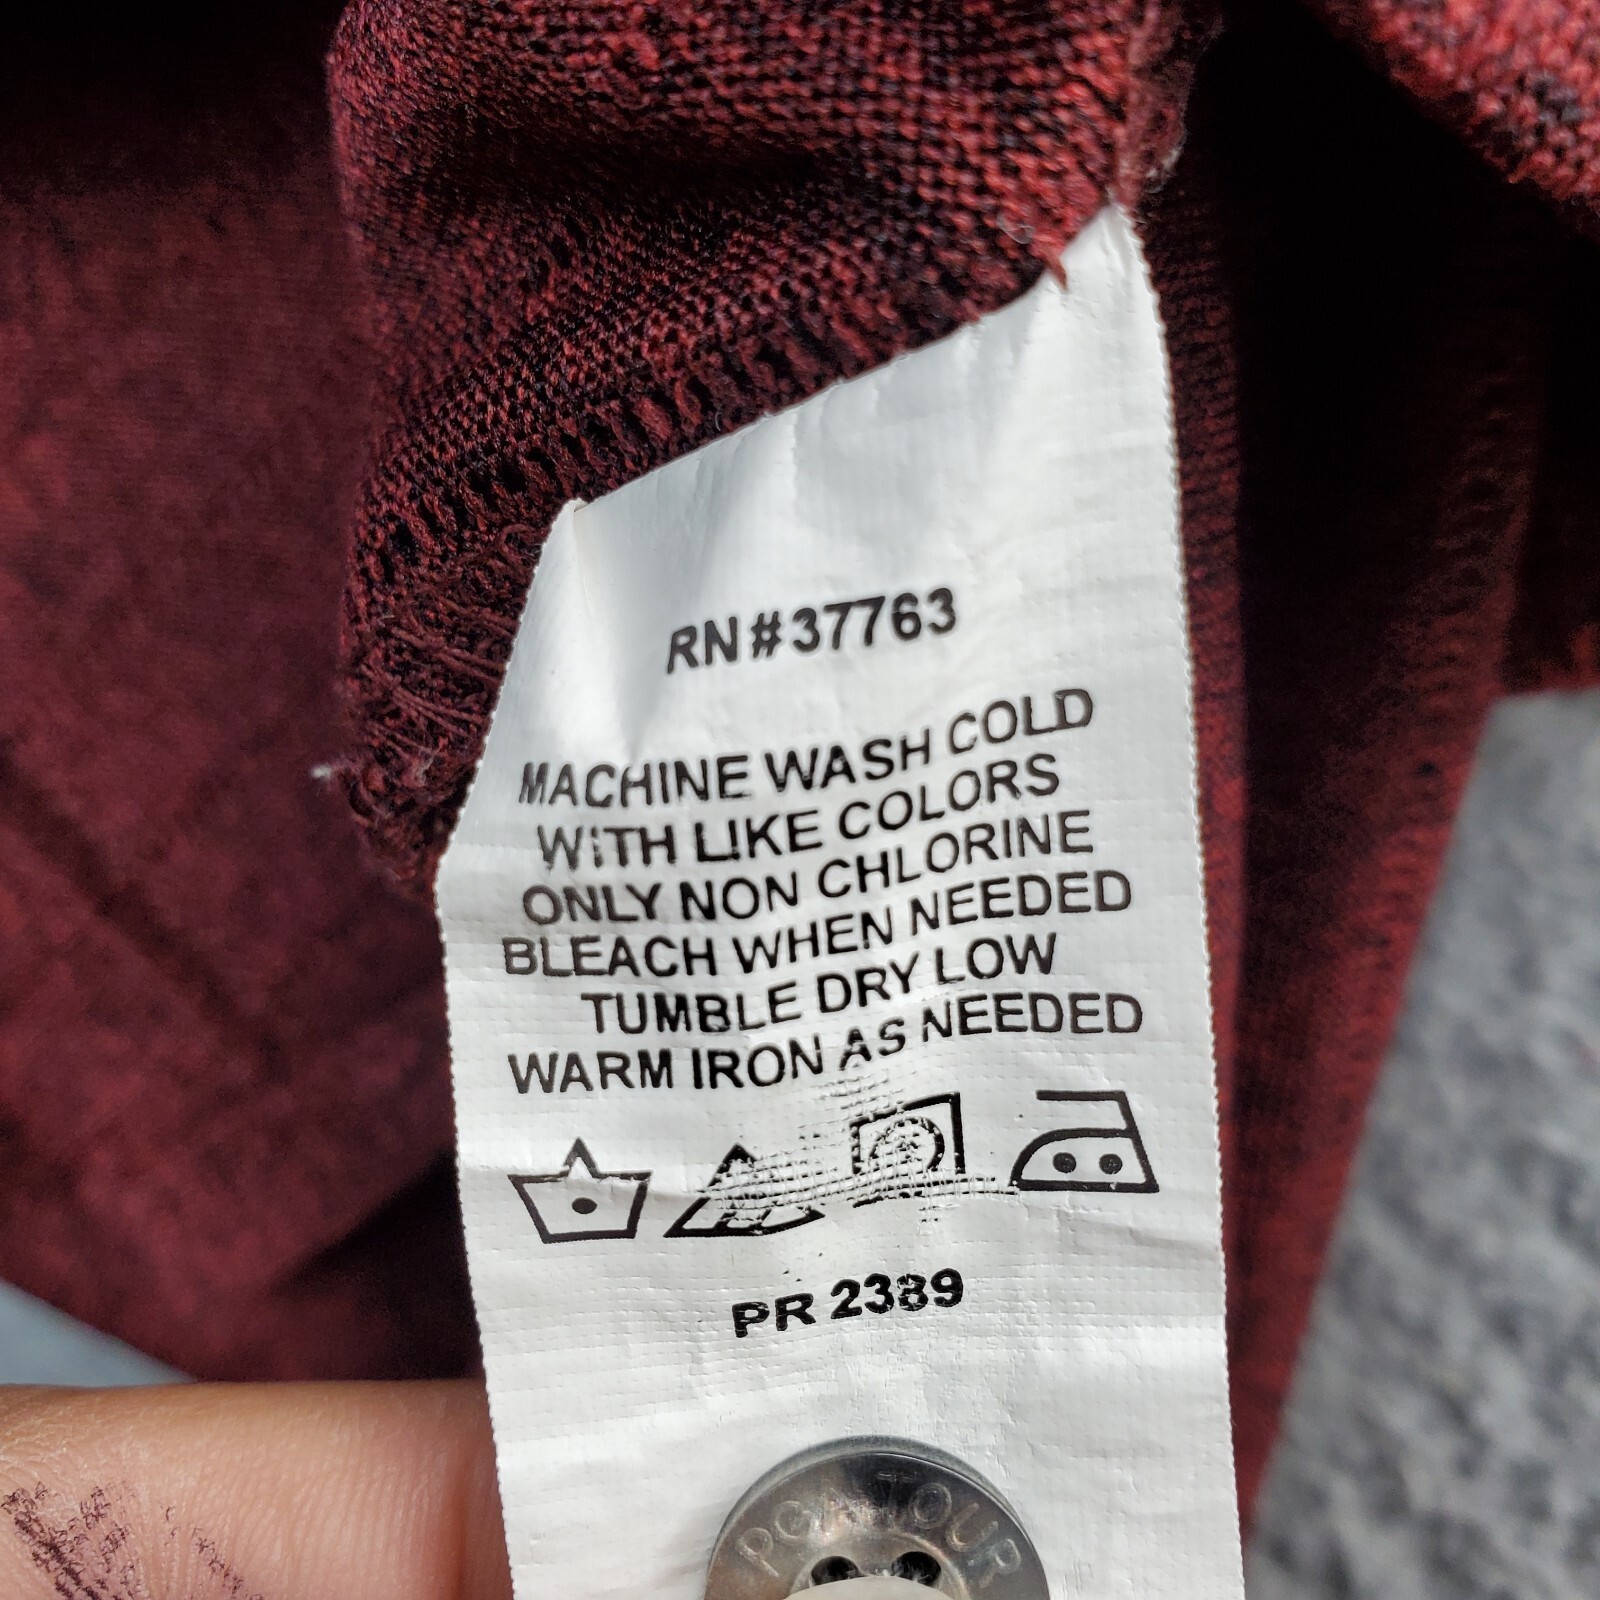 RN#37763
MACHINE WASH COLD
WITH LIKE COLORS
ONLY NON CHLORINE
BLEACH WHEN NEEDED
TUMBLE DRY LOW
WARM IRON AS NEEDED
PR 2389